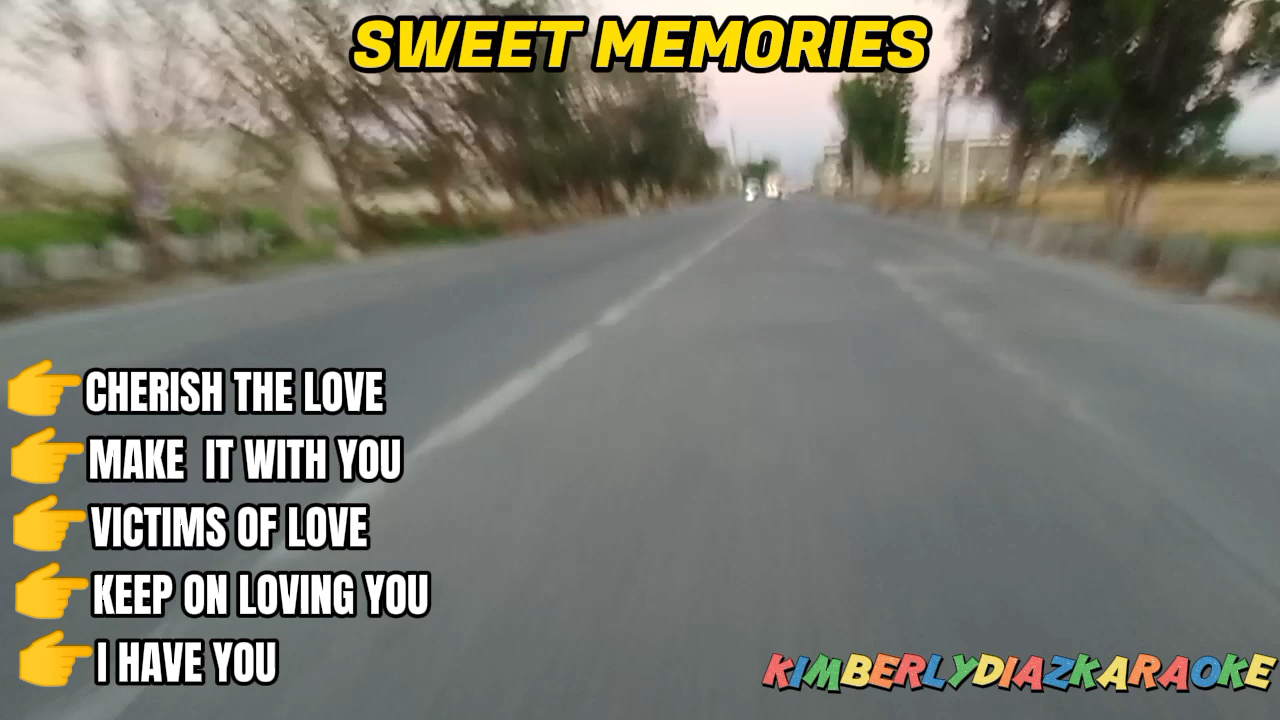 SWEET MEMORIES
CHERISH THE LOVE
MAKE IT WITH YOU
VICTIMS OF LOVE
KEEP ON LOVING YOU
I HAVE YOU
KIMBERLYDIAZKARAOKE